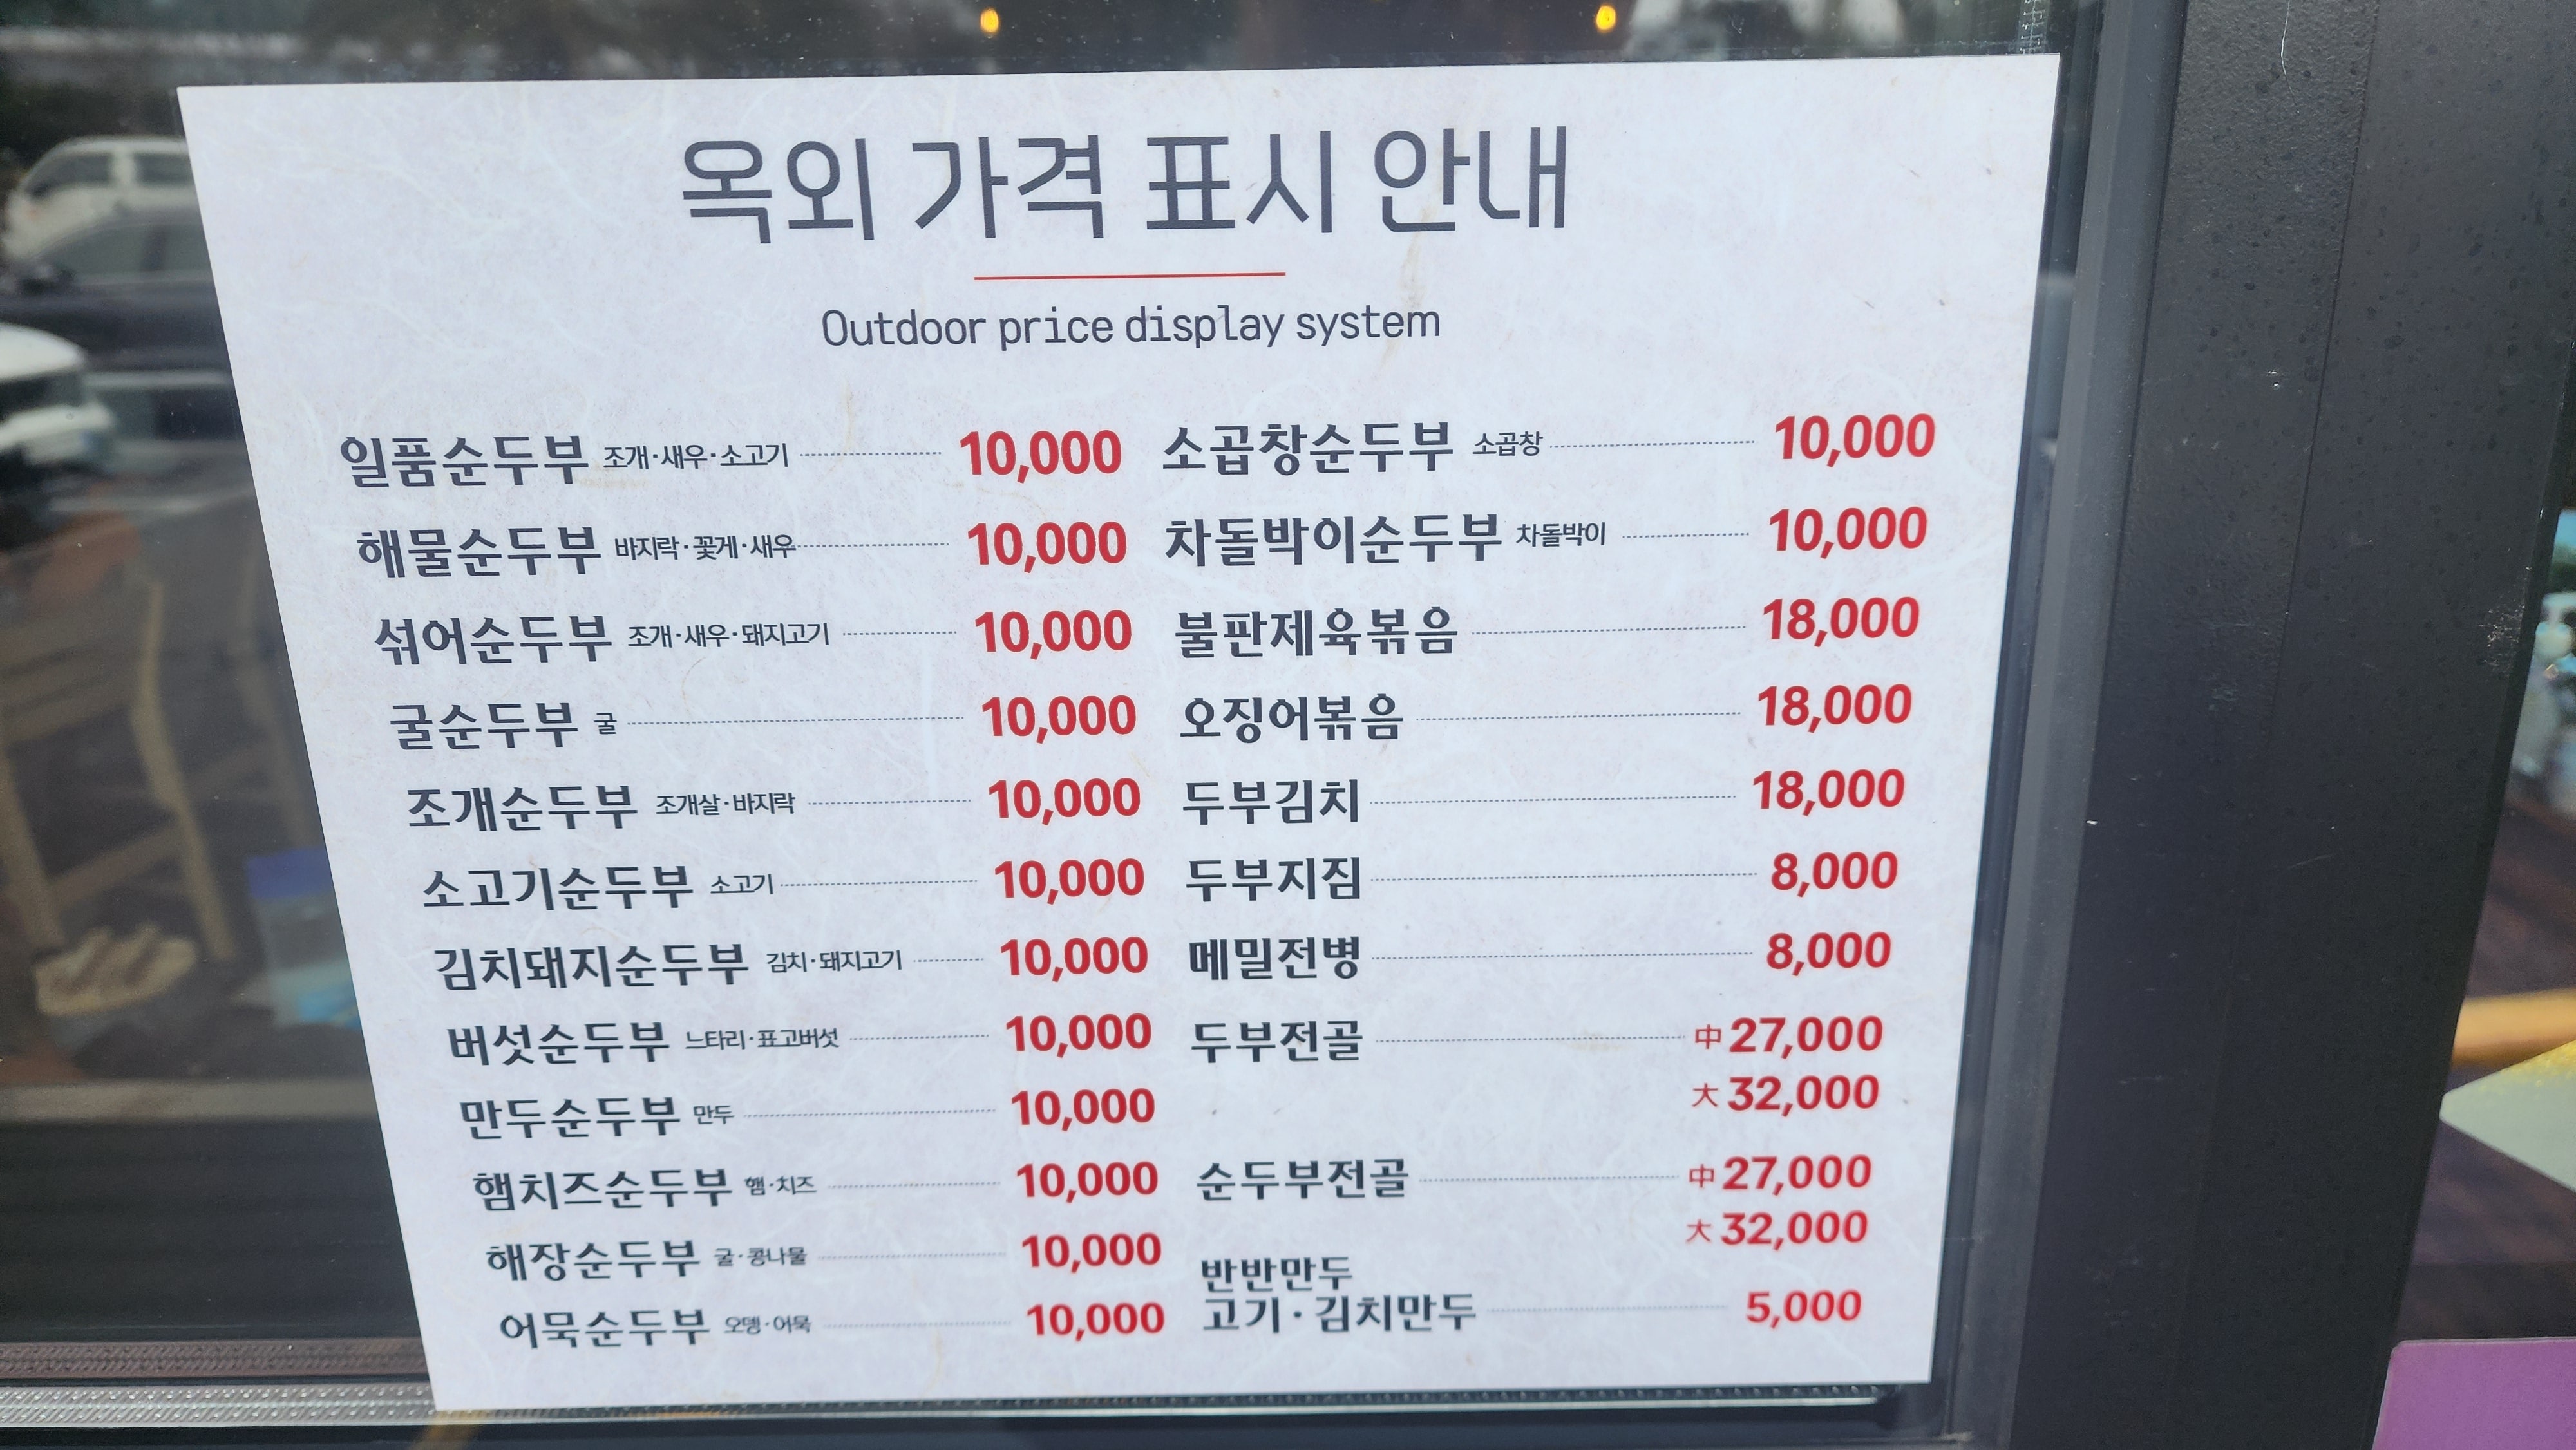 옥외 가격 표시 안내
Outdoor price display system
일품순두부 조개·새우·소고기 10,000
해물순두부 바지락·꽃게·새우 10,000
섞어순두부 조개·새우·돼지고기 10,000
굴순두부 굴 10,000
조개순두부 조개살·바지락 10,000
소고기순두부 소고기 10,000
김치돼지순두부 김치·돼지고기 10,000
버섯순두부 느타리·표고버섯 10,000
만두순두부 만두 10,000
햄치즈순두부 햄·치즈 10,000
해장순두부 굴·콩나물 10,000
어묵순두부 오뎅·어묵 10,000
소곱창순두부 소곱창 10,000
차돌박이순두부 차돌박이 10,000
불판제육볶음 18,000
오징어볶음 18,000
두부김치 18,000
두부지짐 8,000
메밀전병 8,000
두부전골 中 27,000
大 32,000
순두부전골 中 27,000
大 32,000
반반만두
고기·김치만두 5,000